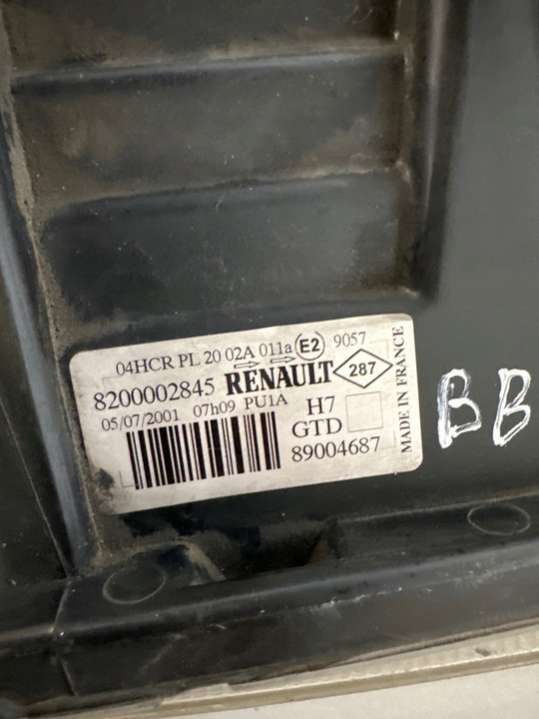 04HCR PL 20 02A 011a E2 9057
8200002845 RENAULT 287
05/07/2001 07h09 PU1A H7
GTD
89004687
MADE IN FRANCE
BB